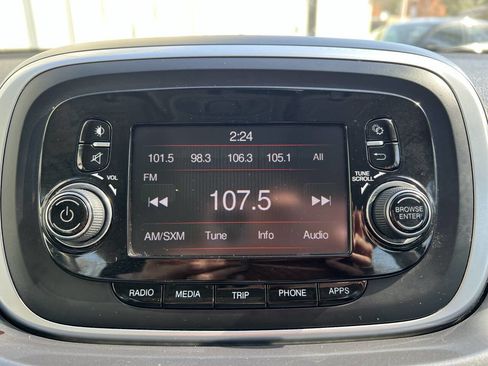 2:24
101.5 98.3 106.3 105.1 All
FM
VOL
TUNE
SCROLL
107.5
BROWSE
ENTER
AM/SXM Tune Info Audio
RADIO MEDIA TRIP PHONE APPS